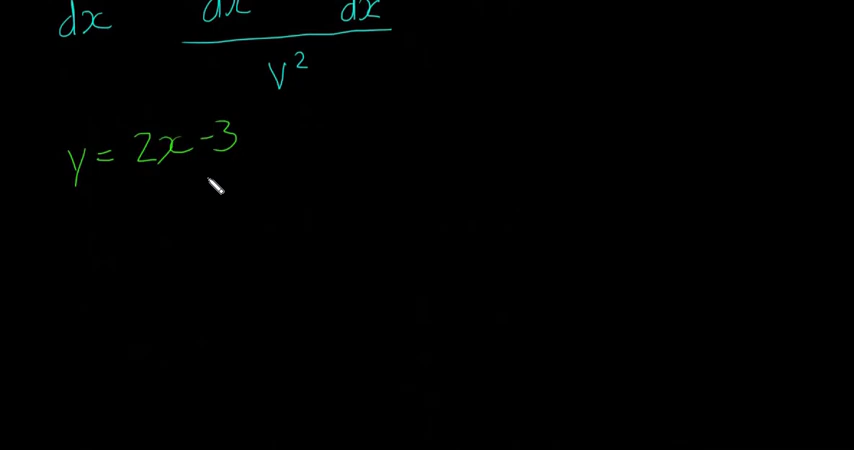 dx dx dx
v²
y = 2x - 3